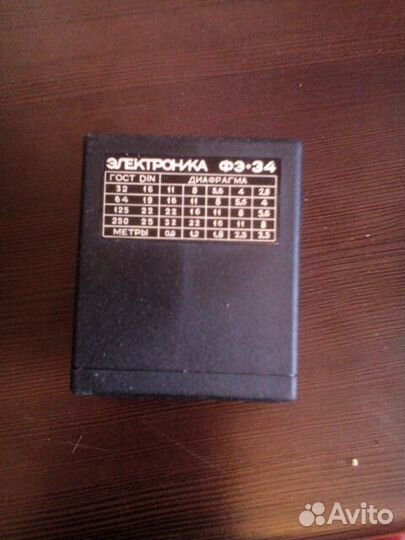 ЭЛЕКТРОНИКА ФЭ-34
ГОСТ DIN ДИАФРАГМА
32 16 11 8 5,6 4 2,8
64 19 16 11 8 5,6 4
125 22 22 16 11 8 5,6
250 25 32 22 16 11 8
МЕТРЫ 0,9 1,2 1,8 2,5 3,5
Avito